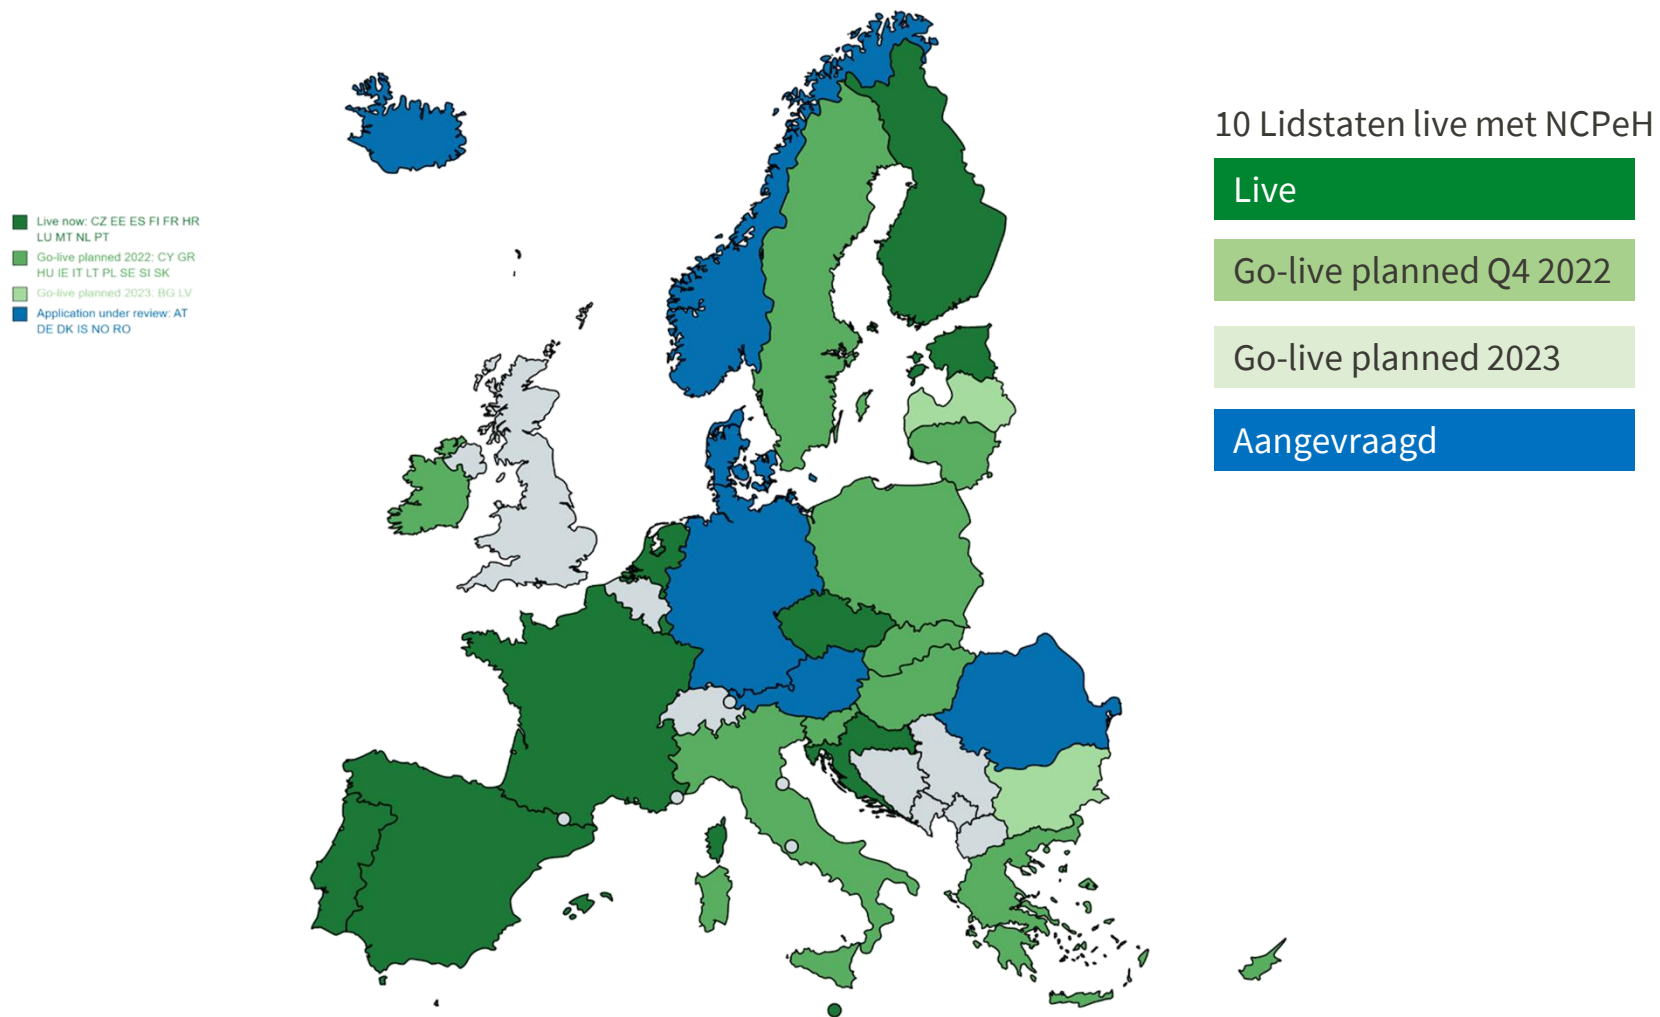 10 Lidstaten live met NCPeH
Live
Go-live planned Q4 2022
Go-live planned 2023
Aangevraagd
Live now: CZ EE ES FI FR HR
LU MT NL PT
Go-live planned 2022: CY GR
HU IE IT LT PL SE SI SK
Go-live planned 2023: BG LV
Application under review: AT
DE DK IS NO RO